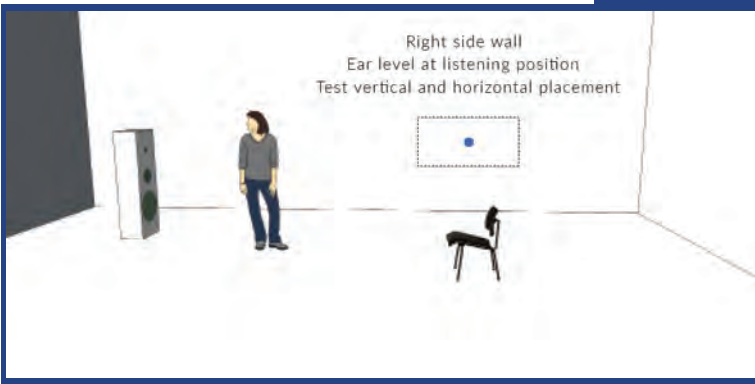 Right side wall
Ear level at listening position
Test vertical and horizontal placement